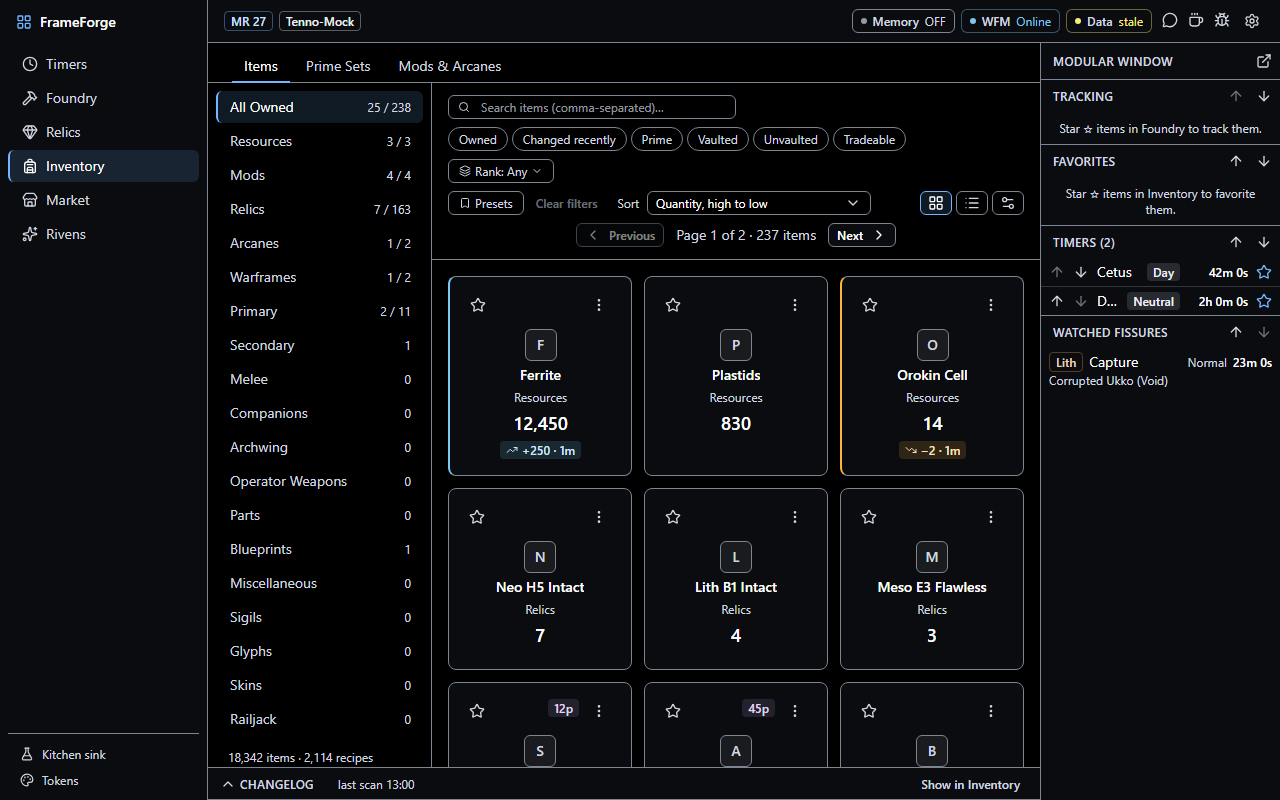 FrameForge
MR 27
Tenno-Mock
Memory OFF
WFM Online
Data stale
Timers
Foundry
Relics
Inventory
Market
Rivens
Kitchen sink
Tokens
Items
Prime Sets
Mods & Arcanes
All Owned 25 / 238
Resources 3 / 3
Mods 4 / 4
Relics 7 / 163
Arcanes 1 / 2
Warframes 1 / 2
Primary 2 / 11
Secondary 1
Melee 0
Companions 0
Archwing 0
Operator Weapons 0
Parts 0
Blueprints 1
Miscellaneous 0
Sigils 0
Glyphs 0
Skins 0
Railjack 0
18,342 items · 2,114 recipes
Search items (comma-separated)...
Owned
Changed recently
Prime
Vaulted
Unvaulted
Tradeable
Rank: Any
Presets
Clear filters
Sort
Quantity, high to low
Previous
Page 1 of 2 · 237 items
Next
F
Ferrite
Resources
12,450
+250 · 1m
P
Plastids
Resources
830
O
Orokin Cell
Resources
14
−2 · 1m
N
Neo H5 Intact
Relics
7
L
Lith B1 Intact
Relics
4
M
Meso E3 Flawless
Relics
3
12p
S
45p
A
B
CHANGELOG
last scan 13:00
Show in Inventory
MODULAR WINDOW
TRACKING
Star ☆ items in Foundry to track them.
FAVORITES
Star ☆ items in Inventory to favorite
them.
TIMERS (2)
Cetus Day 42m 0s
D... Neutral 2h 0m 0s
WATCHED FISSURES
Lith Capture Normal 23m 0s
Corrupted Ukko (Void)